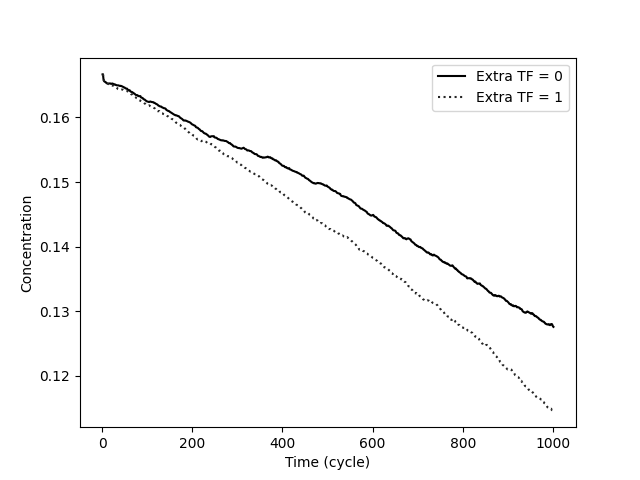 Extra TF = 0
Extra TF = 1
0.16
0.15
0.14
0.13
0.12
Concentration
0 200 400 600 800 1000
Time (cycle)